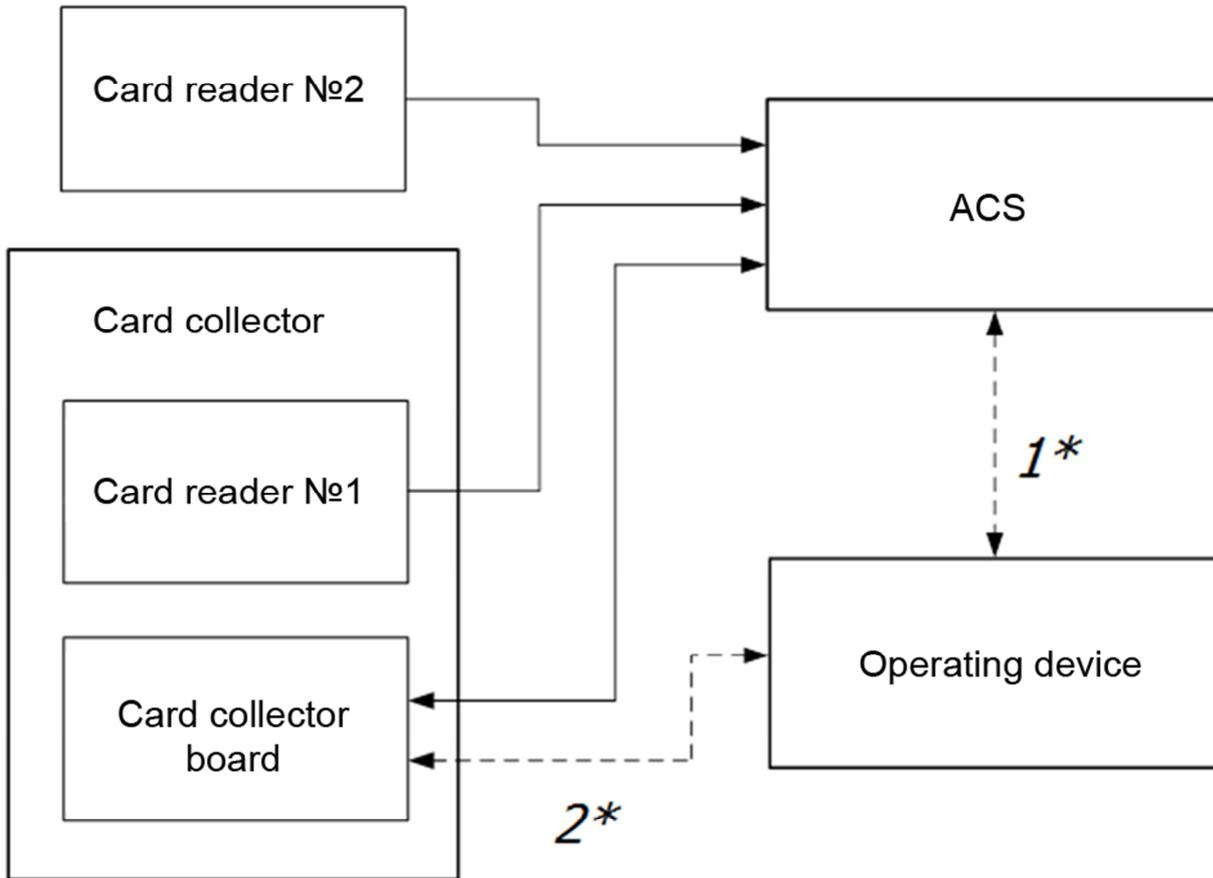 Card reader №2
ACS
Card collector
1*
Card reader №1
Operating device
Card collector
board
2*